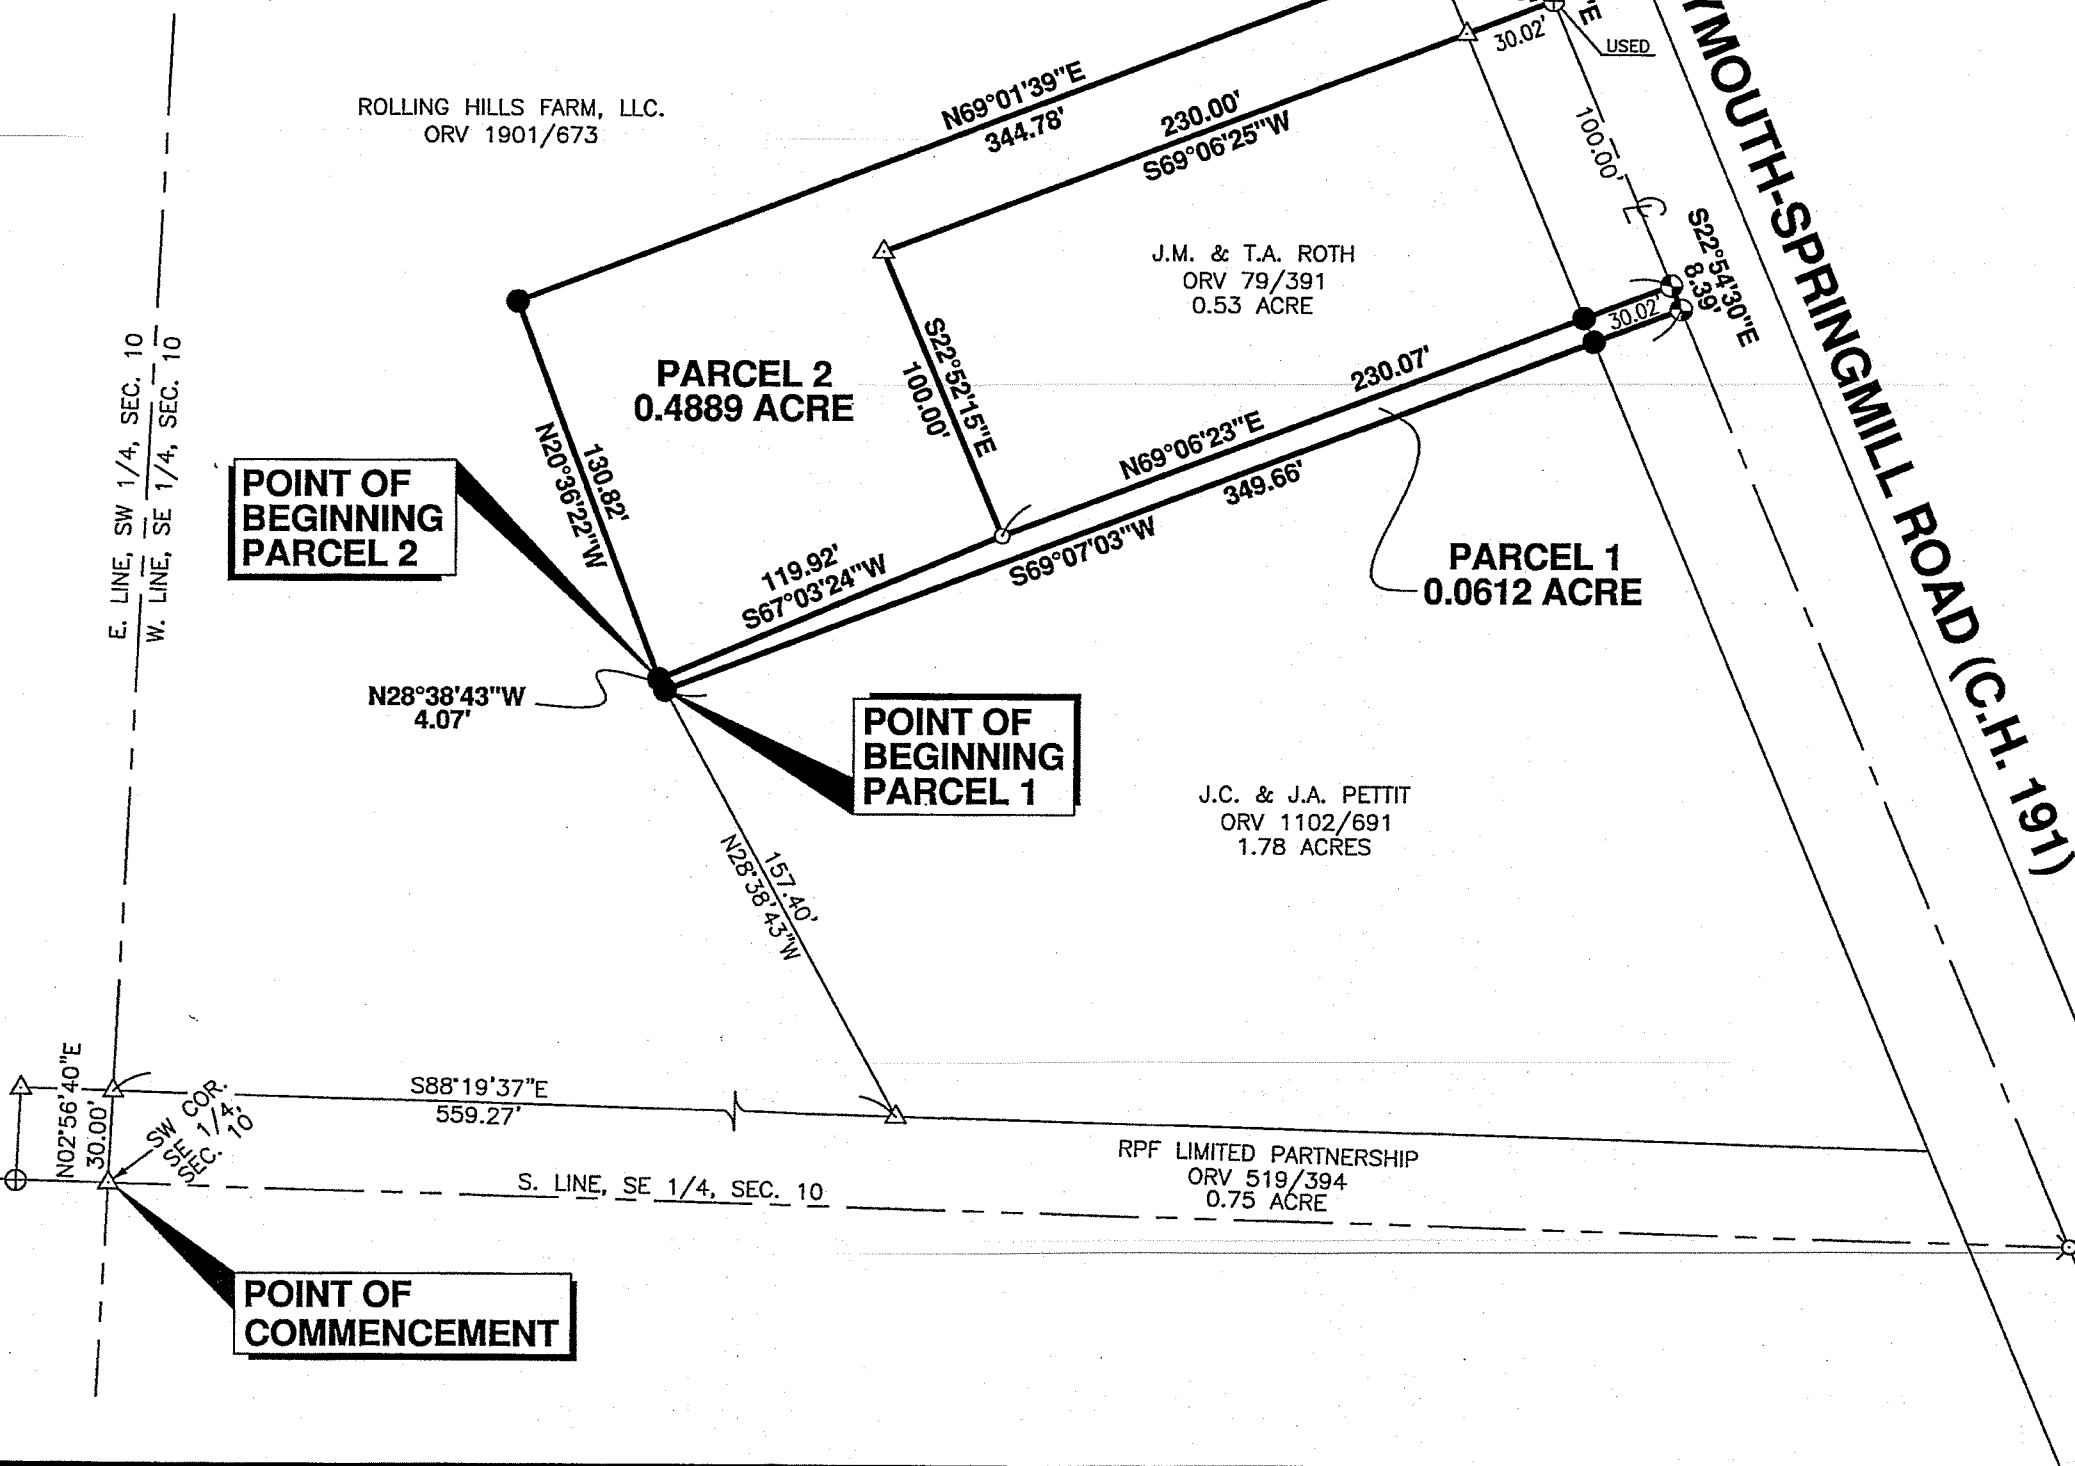 ROLLING HILLS FARM, LLC.
ORV 1901/673
N69°01'39"E
344.78'
230.00'
S69°06'25"W
30.02'
USED
100.00'
YMOUTH-SPRINGMILL ROAD (C.H. 191)
J.M. & T.A. ROTH
ORV 79/391
0.53 ACRE
S22°54'30"E
8.39'
30.02'
E. LINE, SW 1/4, SEC. 10
W. LINE, SE 1/4, SEC. 10
PARCEL 2
0.4889 ACRE
S22°52'15"E
100.00'
230.07'
N69°06'23"E
349.66'
S69°07'03"W
130.82'
N20°36'22"W
POINT OF
BEGINNING
PARCEL 2
119.92'
S67°03'24"W
PARCEL 1
0.0612 ACRE
N28°38'43"W
4.07'
POINT OF
BEGINNING
PARCEL 1
J.C. & J.A. PETTIT
ORV 1102/691
1.78 ACRES
157.40'
N28°38'43"W
N02°56'40"E
30.00'
SW COR.
SE 1/4,
SEC. 10
S88°19'37"E
559.27'
RPF LIMITED PARTNERSHIP
ORV 519/394
0.75 ACRE
S. LINE, SE 1/4, SEC. 10
POINT OF
COMMENCEMENT